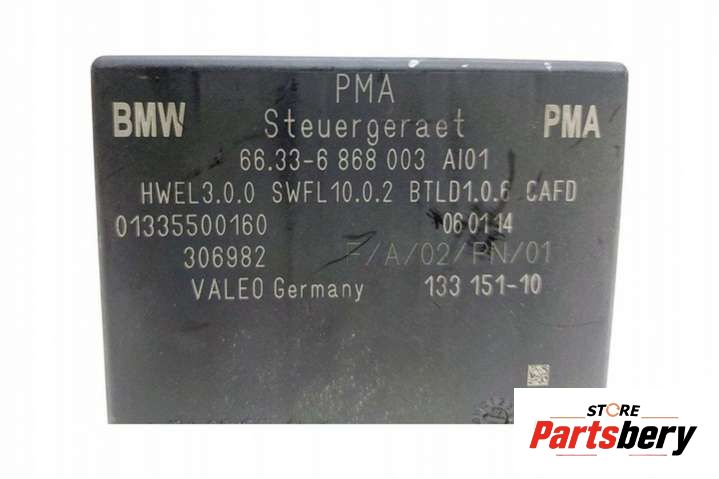 PMA
BMW Steuergeraet PMA
66.33-6 868 003 AI01
HWEL3.0.0 SWFL10.0.2 BTLD1.0.6 CAFD
01335500160 06.01.14
306982 F/A/02/PN/01
VALEO Germany 133 151-10
STORE
Partsbery